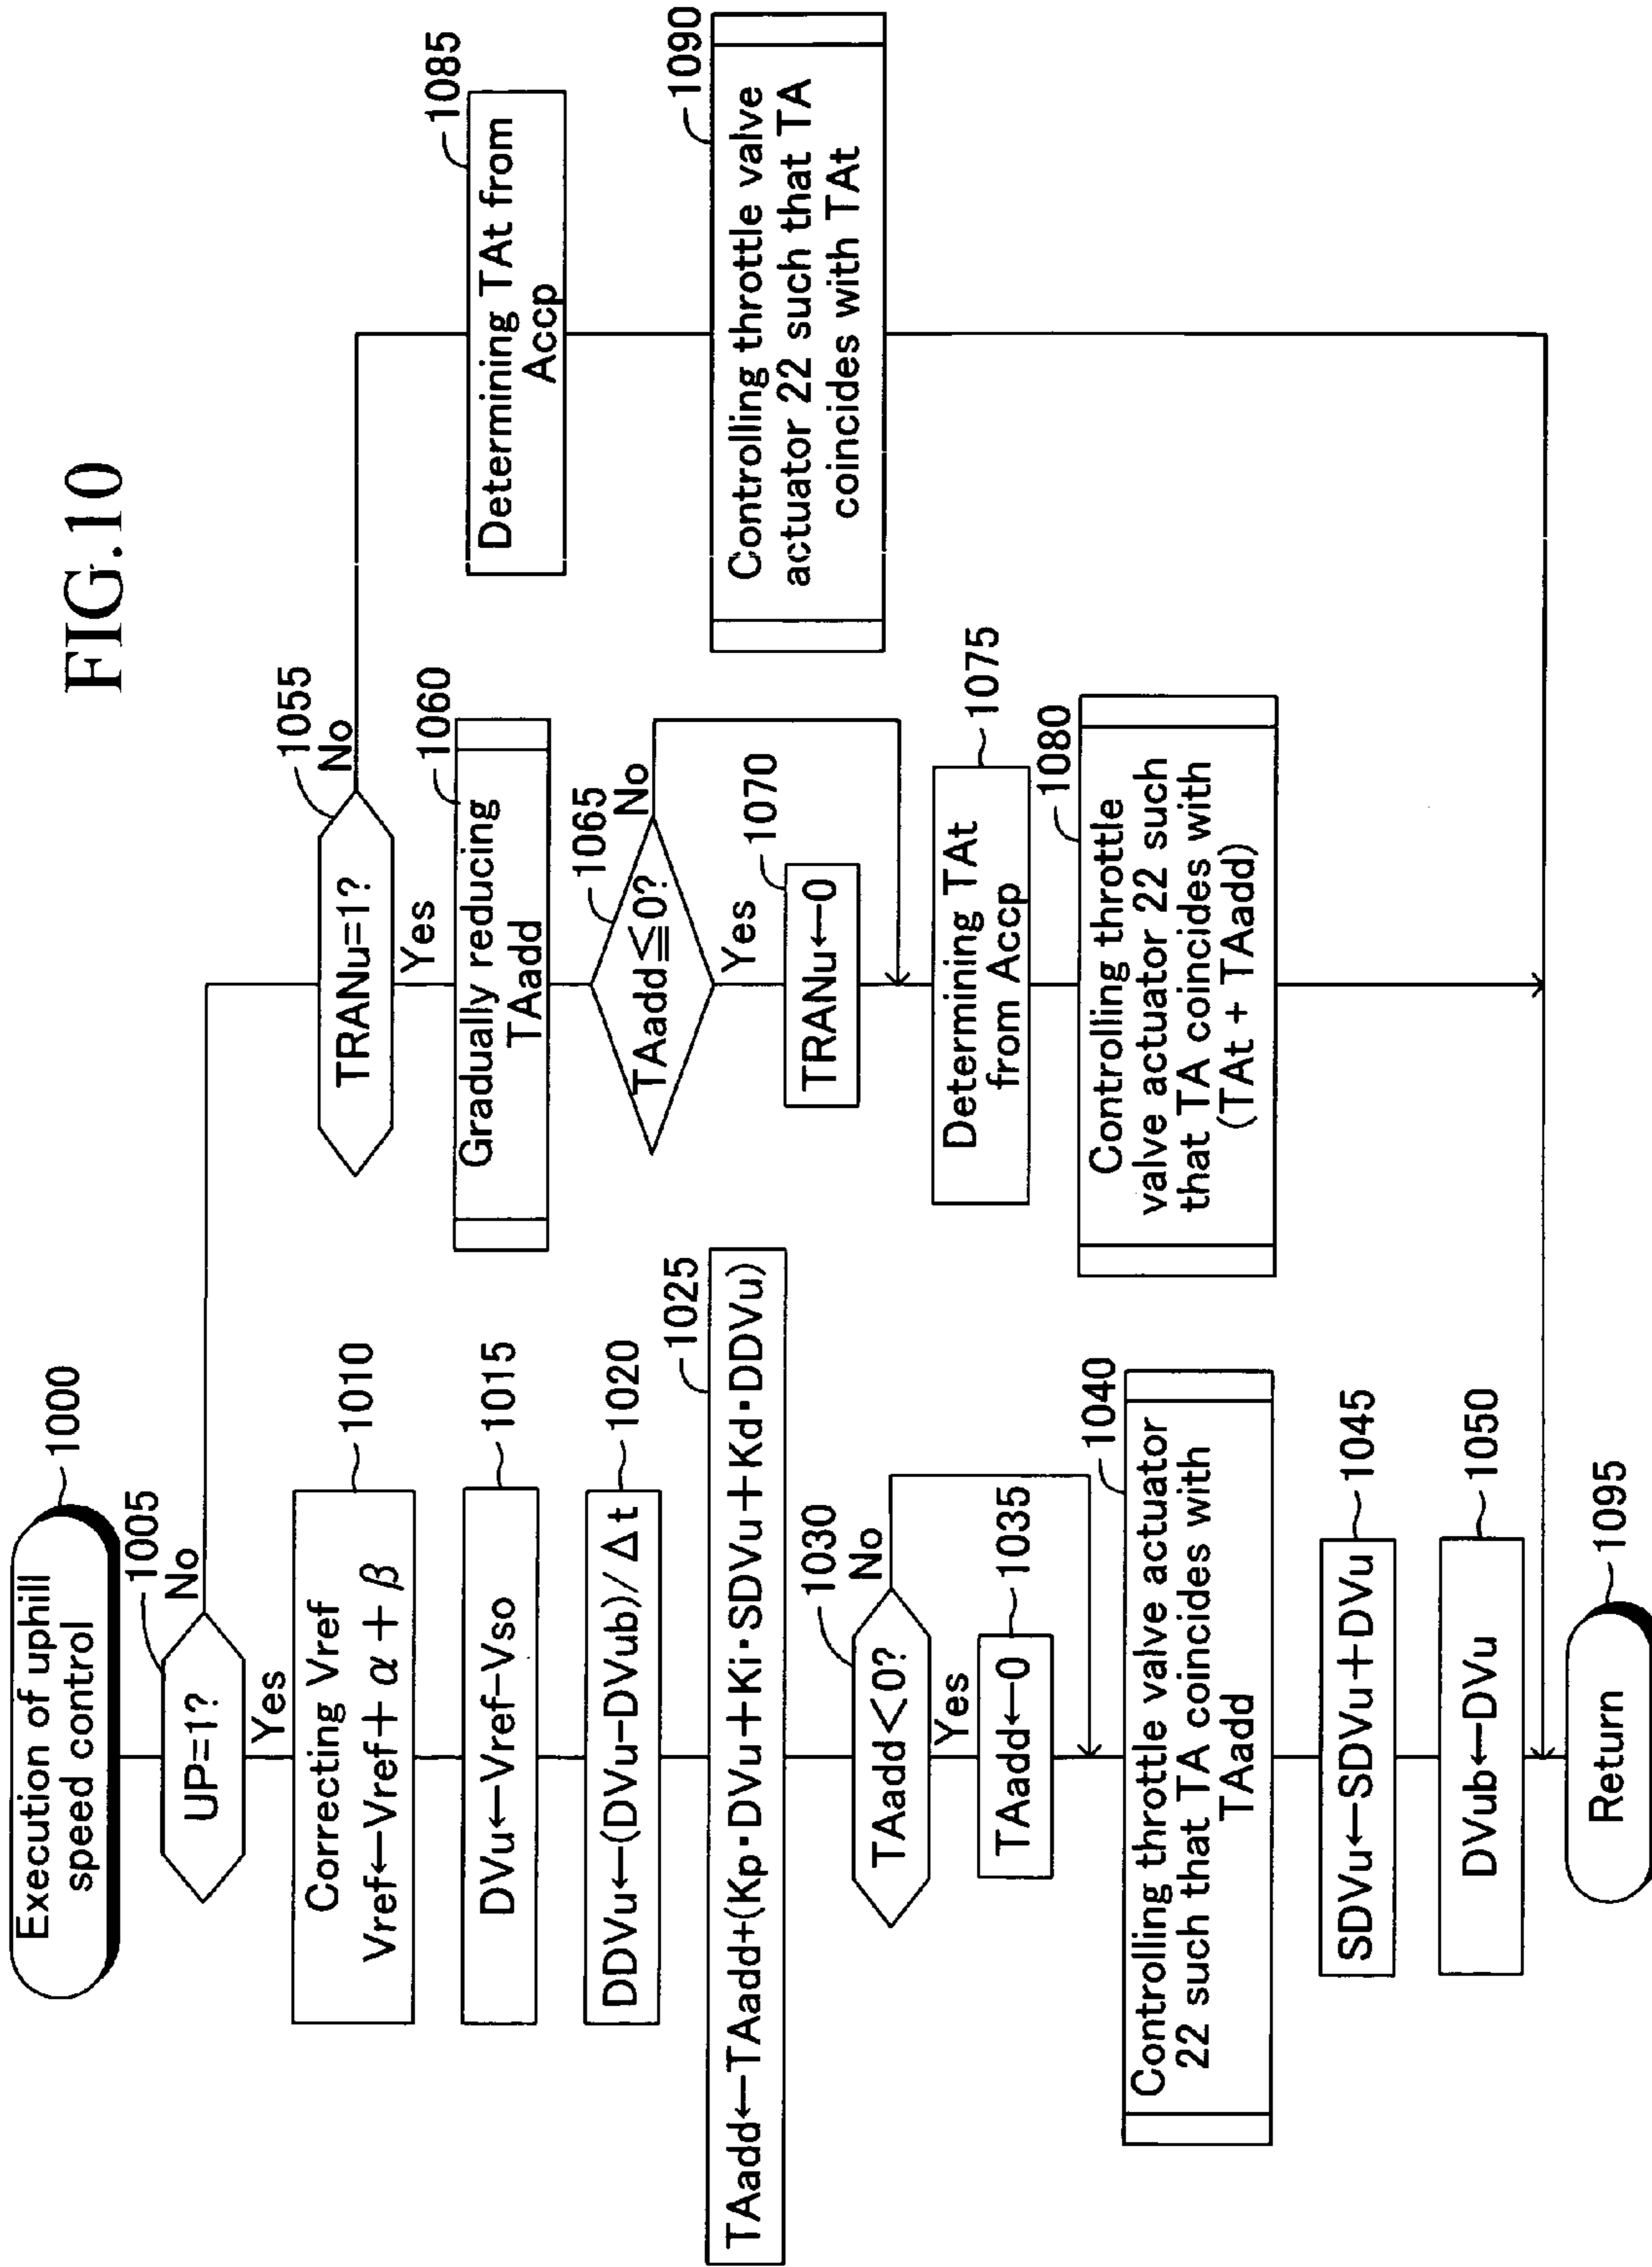 FIG.10
Execution of uphill
speed control
1000
1005
UP=1?
No
Yes
1010
Correcting Vref
Vref←Vref+α+β
1015
DVu←Vref-Vso
1020
DDVu←(DVu-DVub)/Δt
1025
TAadd←TAadd+(Kp·DVu+Ki·SDVu+Kd·DDVu)
1030
TAadd<0?
No
Yes
1035
TAadd←0
1040
Controlling throttle valve actuator
22 such that TA coincides with
TAadd
1045
SDVu←SDVu+DVu
1050
DVub←DVu
1095
Return
1055
TRANu=1?
No
Yes
1060
Gradually reducing
TAadd
1065
TAadd≦0?
No
Yes
1070
TRANu←0
1075
Determining TAt
from Accp
1080
Controlling throttle
valve actuator 22 such
that TA coincides with
(TAt + TAadd)
1085
Determining TAt from
Accp
1090
Controlling throttle valve
actuator 22 such that TA
coincides with TAt